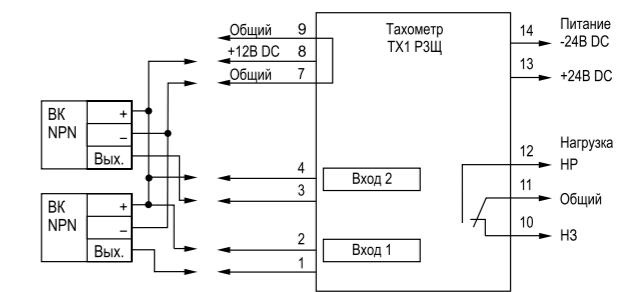 Общий 9
+12В DC 8
Общий 7
Тахометр
ТХ1 РЗЩ
14 Питание
-24В DC
13
+24В DC
ВК
NPN
+
–
Вых.
ВК
NPN
+
–
Вых.
4
Вход 2
3
2
Вход 1
1
Нагрузка
12
НР
11
Общий
10
НЗ